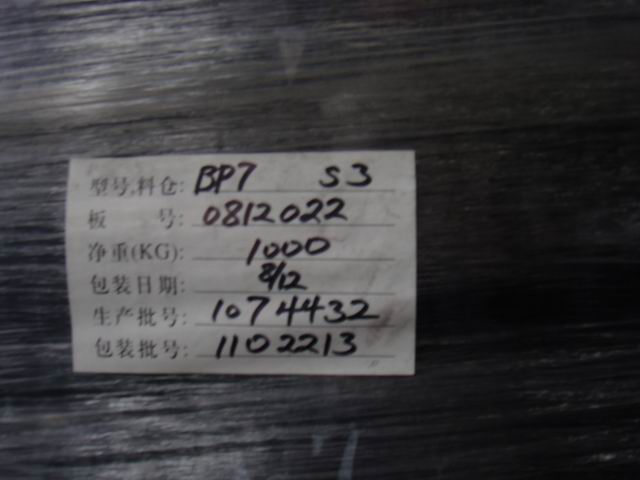 型号,料仓: BP7 S3
板 号: 0812022
净重(KG): 1000
包装日期: 8/12
生产批号: 1074432
包装批号: 1102213